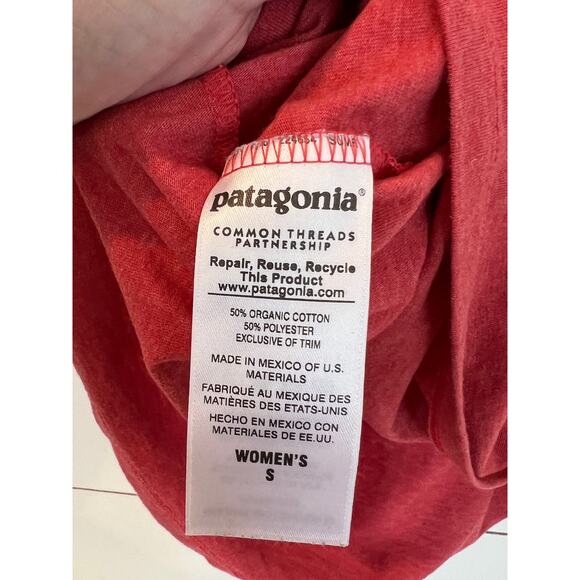 patagonia®
COMMON THREADS
PARTNERSHIP
Repair, Reuse, Recycle
This Product
www.patagonia.com
50% ORGANIC COTTON
50% POLYESTER
EXCLUSIVE OF TRIM
MADE IN MEXICO OF U.S.
MATERIALS
FABRIQUÉ AU MEXIQUE DES
MATIÈRES DES ETATS-UNIS
HECHO EN MÉXICO CON
MATERIALES DE EE.UU.
WOMEN'S
S